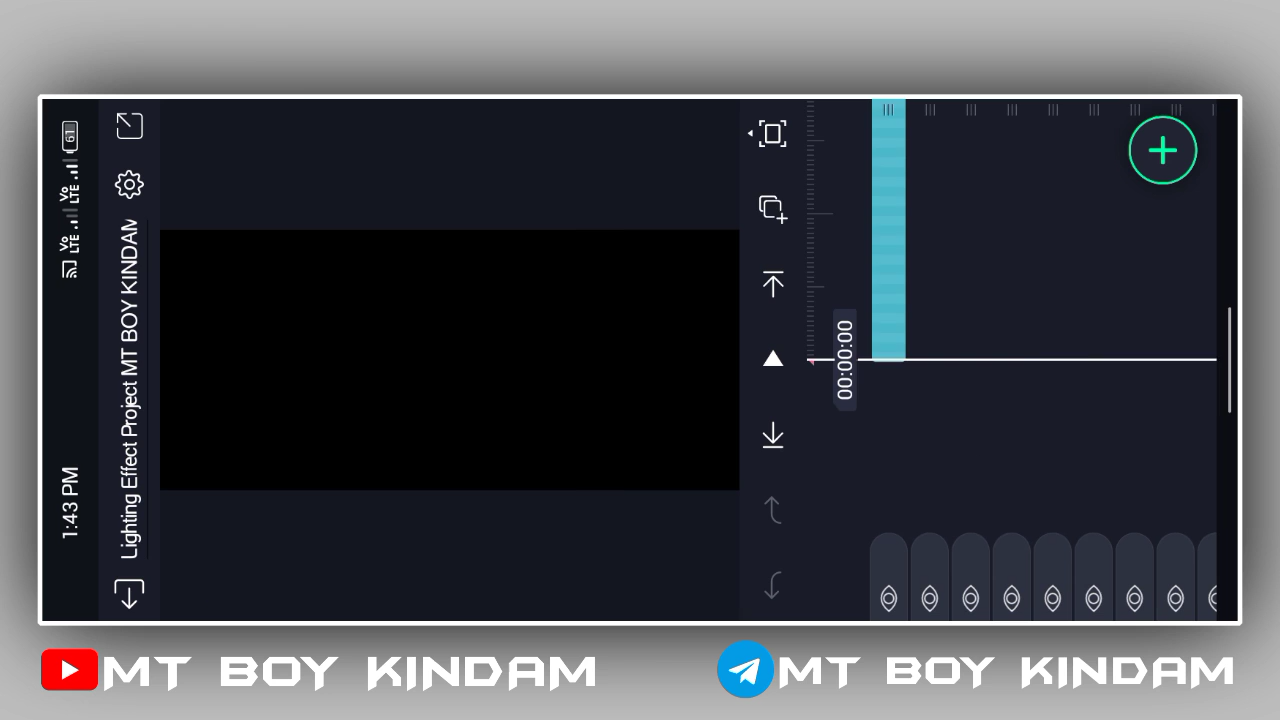 1:43 PM
Vo LTE Vo LTE 61
Lighting Effect Project MT BOY KINDAM
00:00:00
MT BOY KINDAM
MT BOY KINDAM